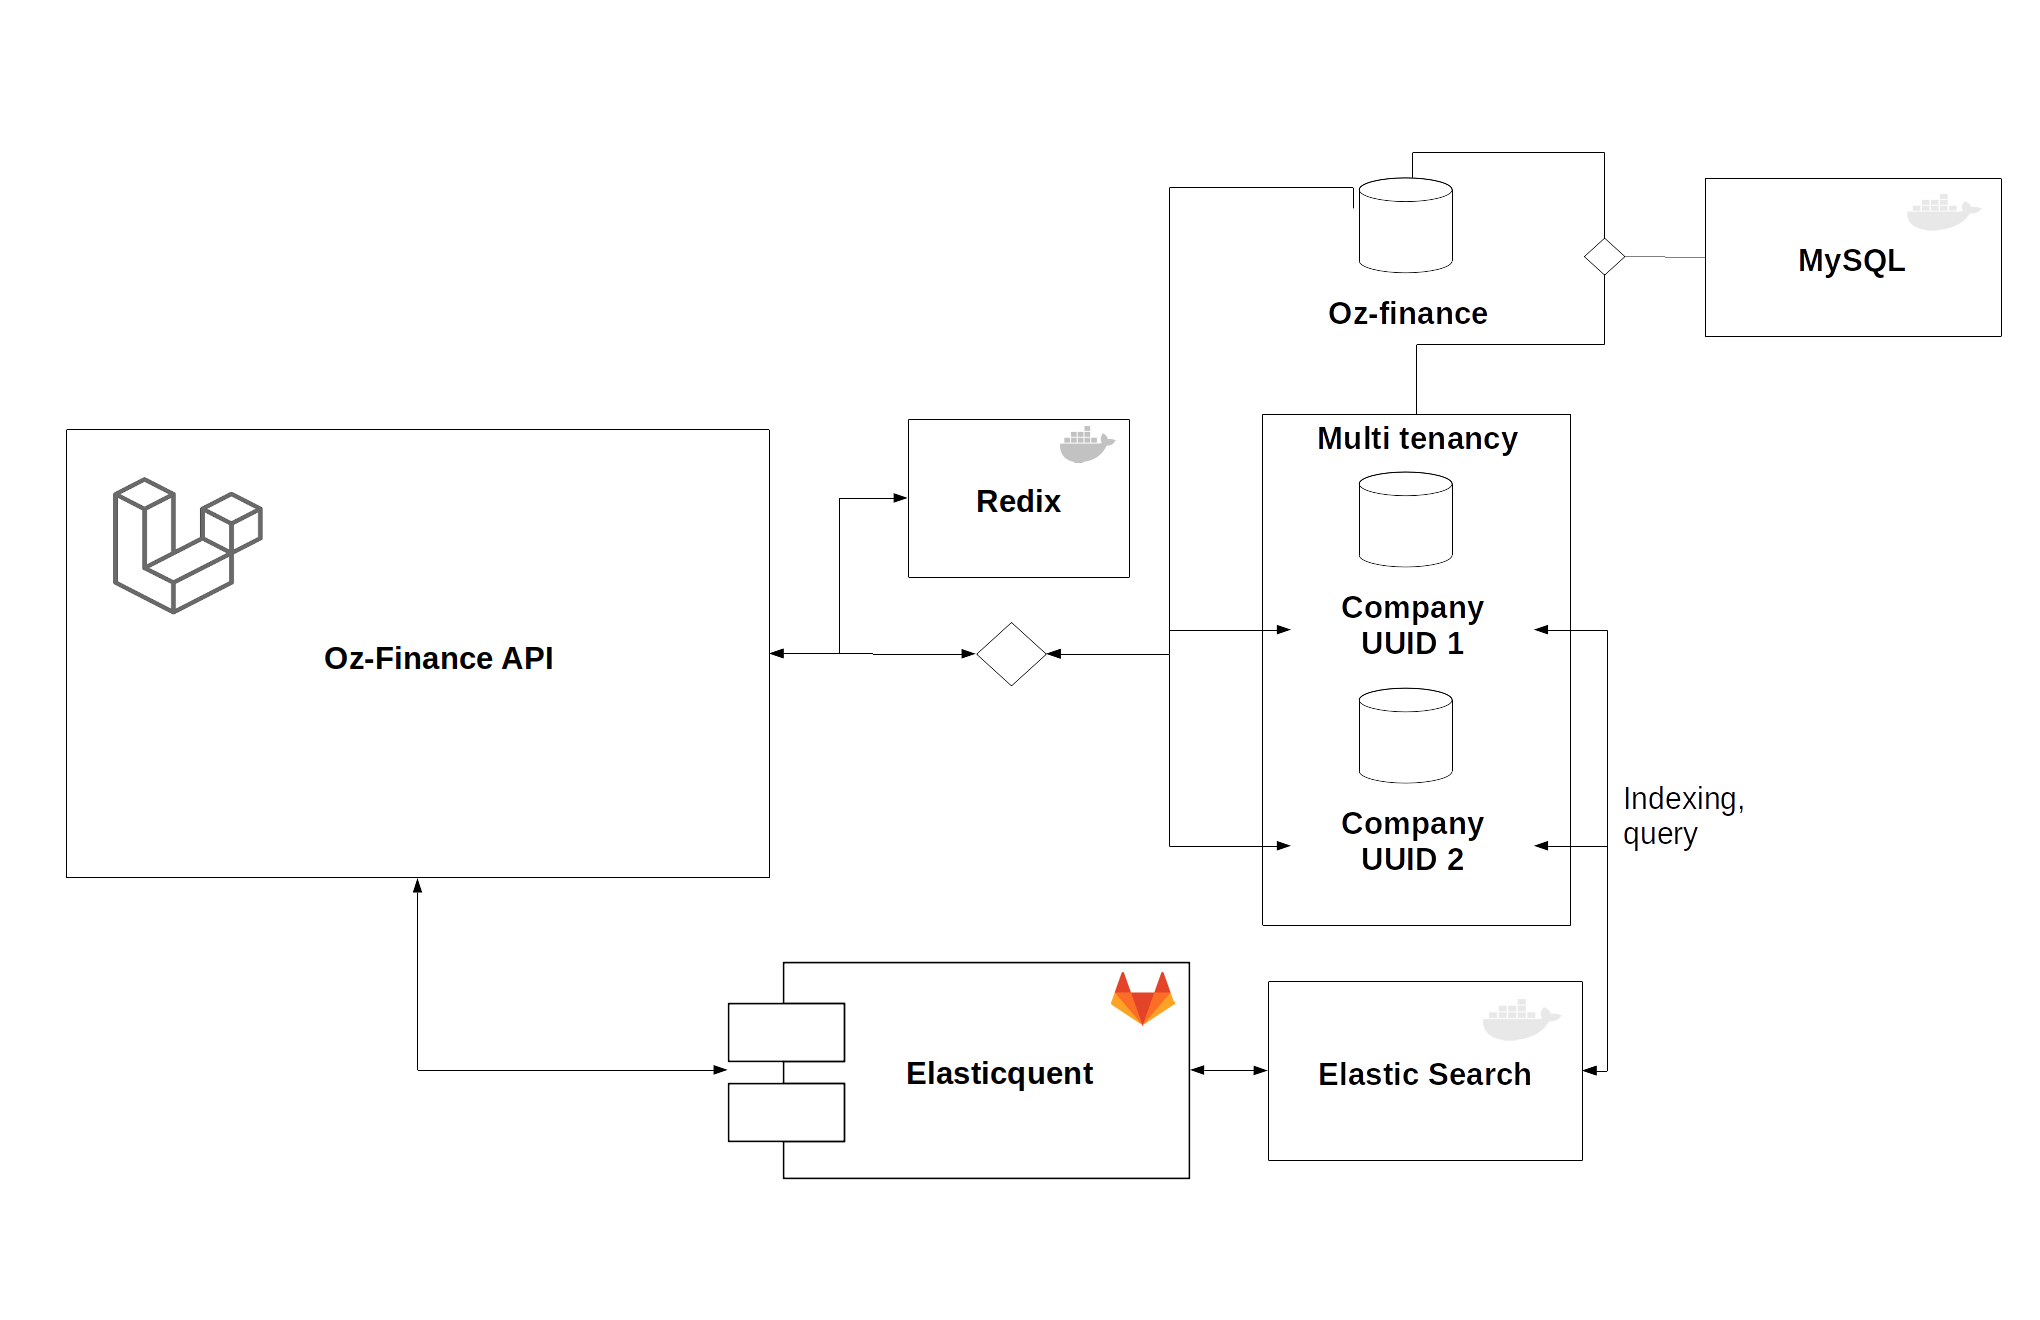 Oz-finance
MySQL
Multi tenancy
Redix
Company
UUID 1
Oz-Finance API
Company
UUID 2
Indexing,
query
Elasticquent
Elastic Search